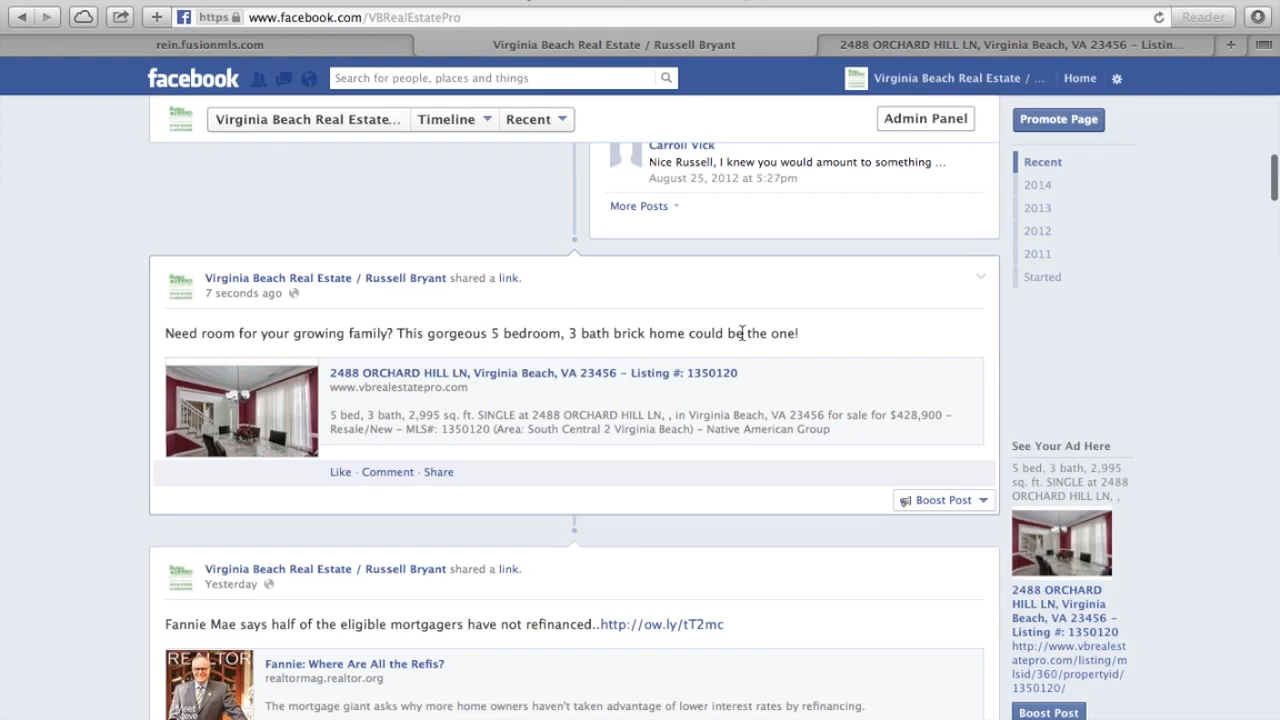 https www.facebook.com/VBRealEstatePro Reader
rein.fusionmls.com
Virginia Beach Real Estate / Russell Bryant
2488 ORCHARD HILL LN, Virginia Beach, VA 23456 – Listin...
facebook
Search for people, places and things
Virginia Beach Real Estate / ... Home
Virginia Beach Real Estate... Timeline Recent
Admin Panel
Promote Page
Carroll Vick
Nice Russell, I knew you would amount to something ...
August 25, 2012 at 5:27pm
More Posts
Recent
2014
2013
2012
2011
Started
Virginia Beach Real Estate / Russell Bryant shared a link.
7 seconds ago
Need room for your growing family? This gorgeous 5 bedroom, 3 bath brick home could be the one!
2488 ORCHARD HILL LN, Virginia Beach, VA 23456 – Listing #: 1350120
www.vbrealestatepro.com
5 bed, 3 bath, 2,995 sq. ft. SINGLE at 2488 ORCHARD HILL LN, , in Virginia Beach, VA 23456 for sale for $428,900 –
Resale/New – MLS#: 1350120 (Area: South Central 2 Virginia Beach) – Native American Group
Like · Comment · Share
Boost Post
Virginia Beach Real Estate / Russell Bryant shared a link.
Yesterday
Fannie Mae says half of the eligible mortgagers have not refinanced..http://ow.ly/tT2mc
REALTOR
Fannie: Where Are All the Refis?
realtormag.realtor.org
The mortgage giant asks why more home owners haven't taken advantage of lower interest rates by refinancing.
See Your Ad Here
5 bed, 3 bath, 2,995
sq. ft. SINGLE at 2488
ORCHARD HILL LN, ,
2488 ORCHARD
HILL LN, Virginia
Beach, VA 23456 –
Listing #: 1350120
http://www.vbrealest
atepro.com/listing/m
lsid/360/propertyid/
1350120/
Boost Post